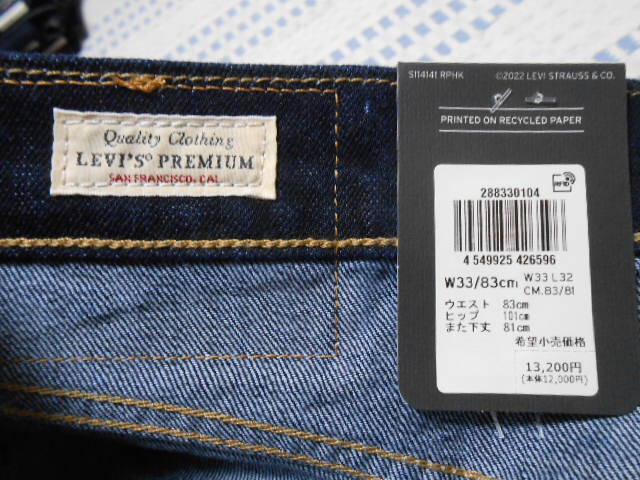 Quality Clothing
LEVI'S® PREMIUM
SAN FRANCISCO, CAL.
S114141 RPHK ©2022 LEVI STRAUSS & CO.
PRINTED ON RECYCLED PAPER
RFID
288330104
4 549925 426596
W33/83cm W33 L32
CM.83/81
ウエスト 83cm
ヒップ 101cm
また下丈 81cm
希望小売価格
13,200円
(本体12,000円)